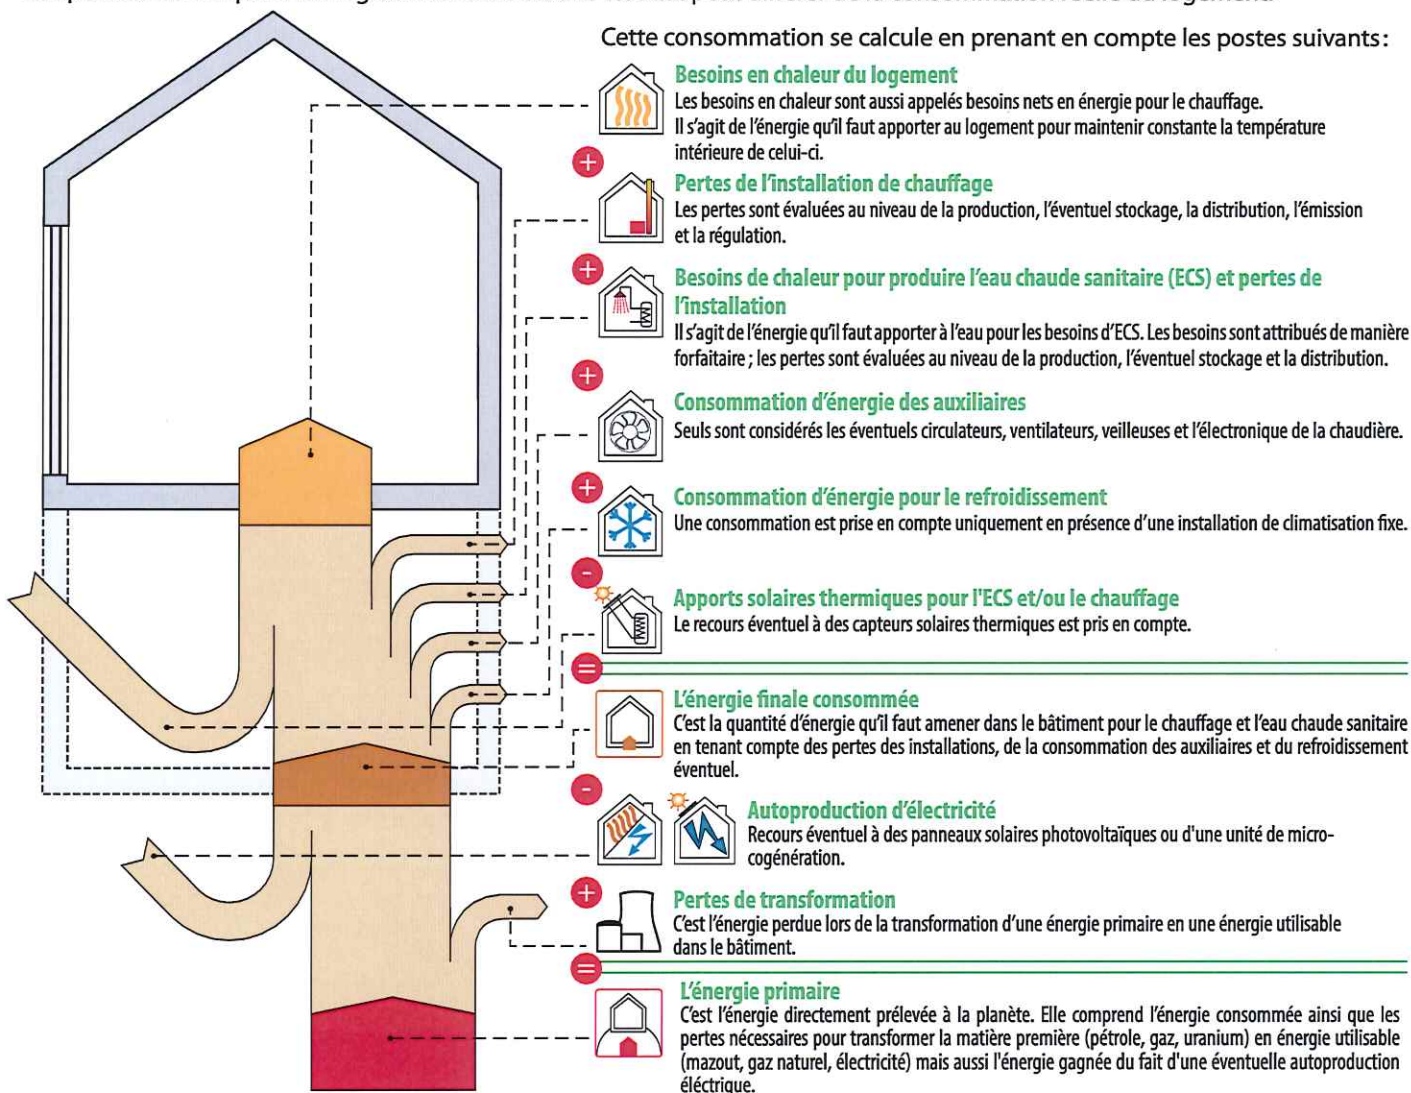 consommation réelle du logement.
Cette consommation se calcule en prenant en compte les postes suivants:
Besoins en chaleur du logement
Les besoins en chaleur sont aussi appelés besoins nets en énergie pour le chauffage.
Il s'agit de l'énergie qu'il faut apporter au logement pour maintenir constante la température
intérieure de celui-ci.
+
Pertes de l'installation de chauffage
Les pertes sont évaluées au niveau de la production, l'éventuel stockage, la distribution, l'émission
et la régulation.
+
Besoins de chaleur pour produire l'eau chaude sanitaire (ECS) et pertes de
l'installation
Il s'agit de l'énergie qu'il faut apporter à l'eau pour les besoins d'ECS. Les besoins sont attribués de manière
forfaitaire ; les pertes sont évaluées au niveau de la production, l'éventuel stockage et la distribution.
+
Consommation d'énergie des auxiliaires
Seuls sont considérés les éventuels circulateurs, ventilateurs, veilleuses et l'électronique de la chaudière.
+
Consommation d'énergie pour le refroidissement
Une consommation est prise en compte uniquement en présence d'une installation de climatisation fixe.
-
Apports solaires thermiques pour l'ECS et/ou le chauffage
Le recours éventuel à des capteurs solaires thermiques est pris en compte.
=
L'énergie finale consommée
C'est la quantité d'énergie qu'il faut amener dans le bâtiment pour le chauffage et l'eau chaude sanitaire
en tenant compte des pertes des installations, de la consommation des auxiliaires et du refroidissement
éventuel.
-
Autoproduction d'électricité
Recours éventuel à des panneaux solaires photovoltaïques ou d'une unité de micro-
cogénération.
+
Pertes de transformation
C'est l'énergie perdue lors de la transformation d'une énergie primaire en une énergie utilisable
dans le bâtiment.
=
L'énergie primaire
C'est l'énergie directement prélevée à la planète. Elle comprend l'énergie consommée ainsi que les
pertes nécessaires pour transformer la matière première (pétrole, gaz, uranium) en énergie utilisable
(mazout, gaz naturel, électricité) mais aussi l'énergie gagnée du fait d'une éventuelle autoproduction
éléctrique.